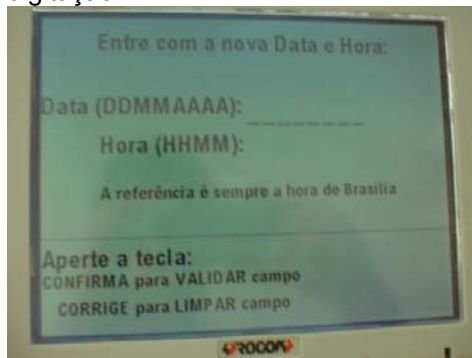 Entre com a nova Data e Hora:
Data (DDMMAAAA): _ _ _ _ _ _ _ _
Hora (HHMM):
A referência é sempre a hora de Brasília
Aperte a tecla:
CONFIRMA para VALIDAR campo
CORRIGE para LIMPAR campo